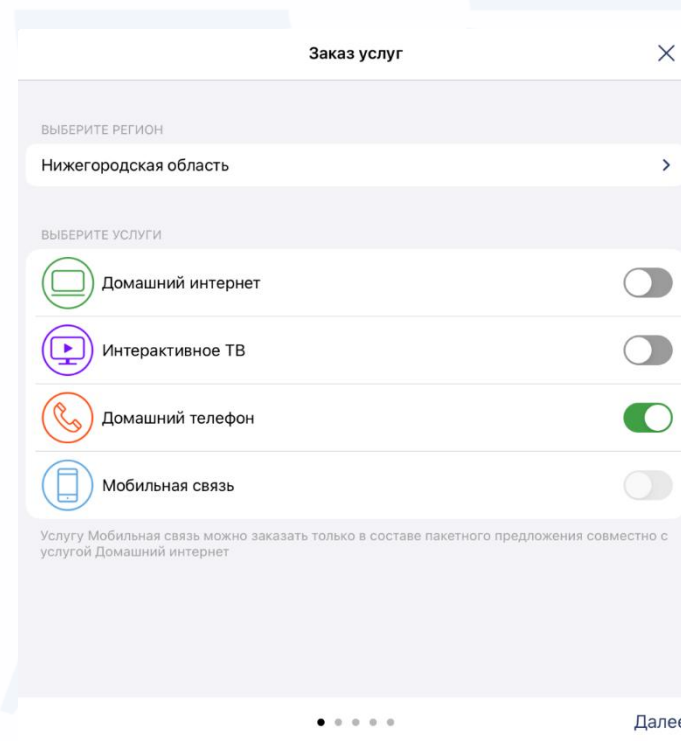 Заказ услуг
ВЫБЕРИТЕ РЕГИОН
Нижегородская область
ВЫБЕРИТЕ УСЛУГИ
Домашний интернет
Интерактивное ТВ
Домашний телефон
Мобильная связь
Услугу Мобильная связь можно заказать только в составе пакетного предложения совместно с
услугой Домашний интернет
Далее